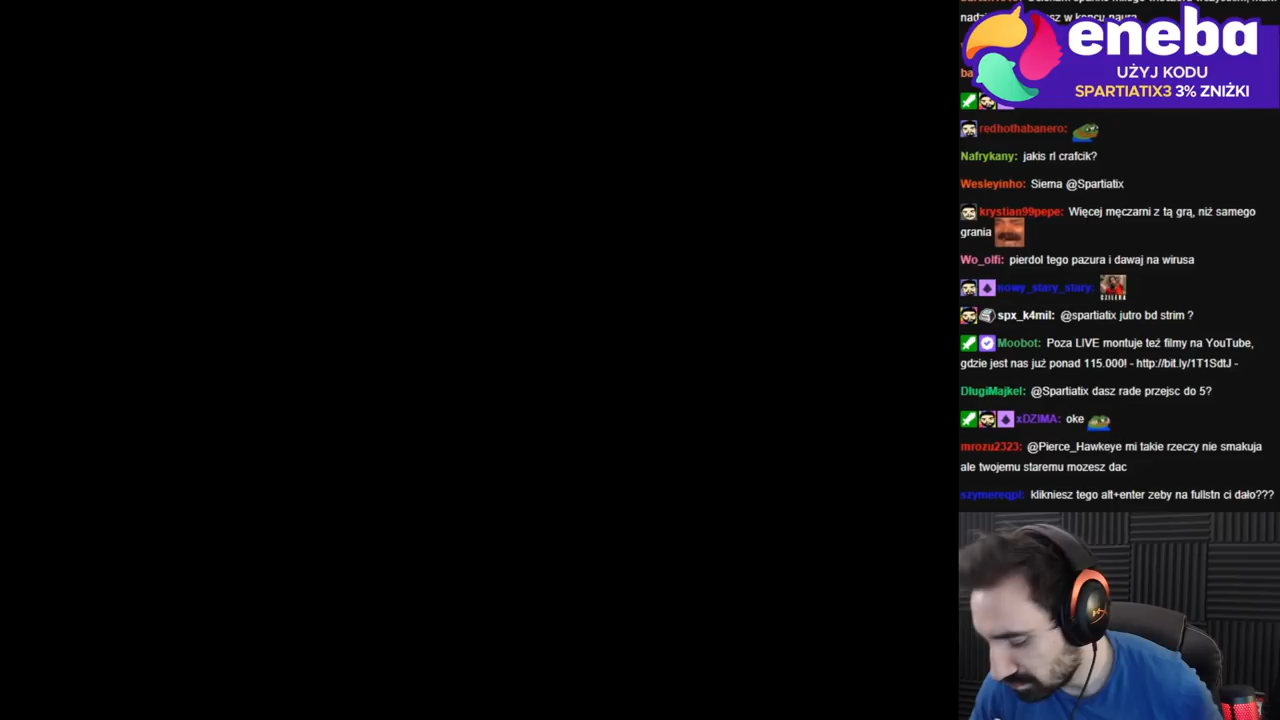 eneba
UŻYJ KODU
SPARTIATIX3 3% ZNIŻKI
redhothabanero:
Nafrykany: jakis rl crafcik?
Wesleyinho: Siema @Spartiatix
krystian99pepe: Więcej męczarni z tą grą, niż samego
grania
Wo_olfi: pierdol tego pazura i dawaj na wirusa
nowy_stary_stary:
spx_k4mil: @spartiatix jutro bd strim ?
Moobot: Poza LIVE montuje też filmy na YouTube,
gdzie jest nas już ponad 115.000! - http://bit.ly/1T1SdtJ -
DlugiMajkel: @Spartiatix dasz rade przejsc do 5?
xDZIMA: oke
mrozu2323: @Pierce_Hawkeye mi takie rzeczy nie smakuja
ale twojemu staremu mozesz dac
szymereqpl: klikniesz tego alt+enter zeby na fullstn ci dało???